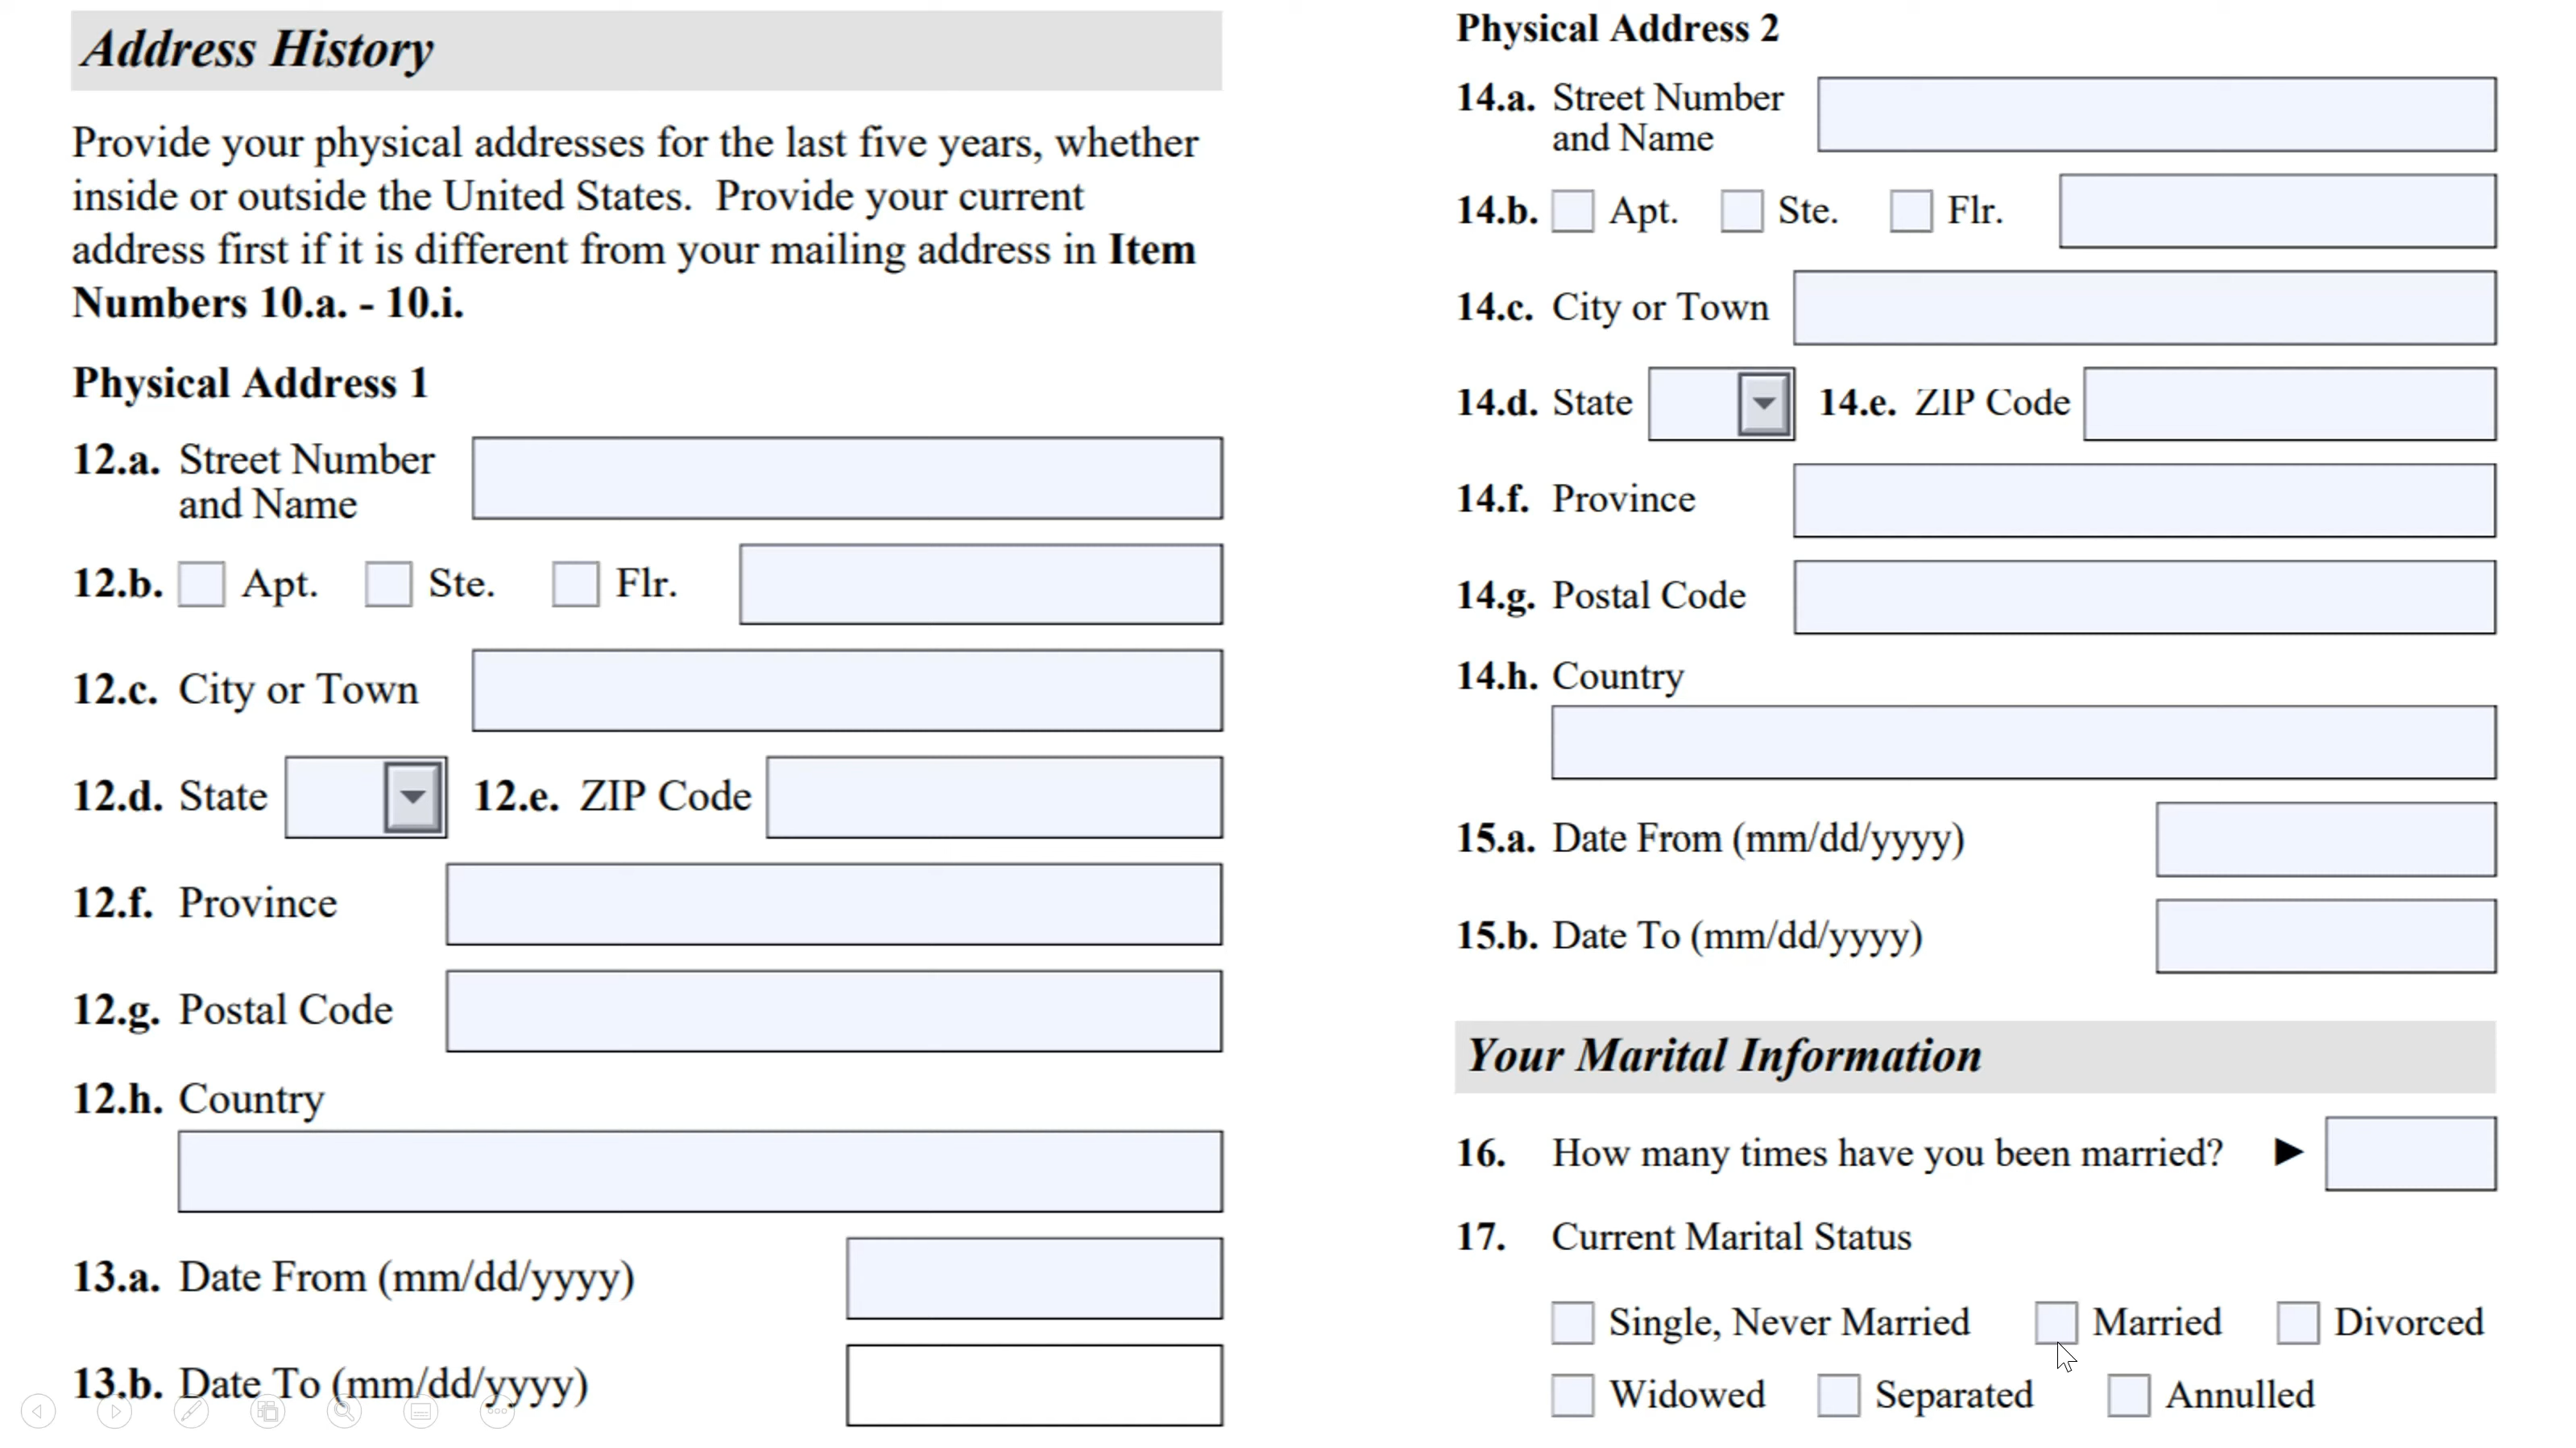 Address History
Provide your physical addresses for the last five years, whether
inside or outside the United States.  Provide your current
address first if it is different from your mailing address in Item
Numbers 10.a. - 10.i.
Physical Address 1
12.a. Street Number
and Name
12.b. Apt. Ste. Flr.
12.c. City or Town
12.d. State 12.e. ZIP Code
12.f. Province
12.g. Postal Code
12.h. Country
13.a. Date From (mm/dd/yyyy)
13.b. Date To (mm/dd/yyyy)
Physical Address 2
14.a. Street Number
and Name
14.b. Apt. Ste. Flr.
14.c. City or Town
14.d. State 14.e. ZIP Code
14.f. Province
14.g. Postal Code
14.h. Country
15.a. Date From (mm/dd/yyyy)
15.b. Date To (mm/dd/yyyy)
Your Marital Information
16. How many times have you been married?
17. Current Marital Status
Single, Never Married Married Divorced
Widowed Separated Annulled